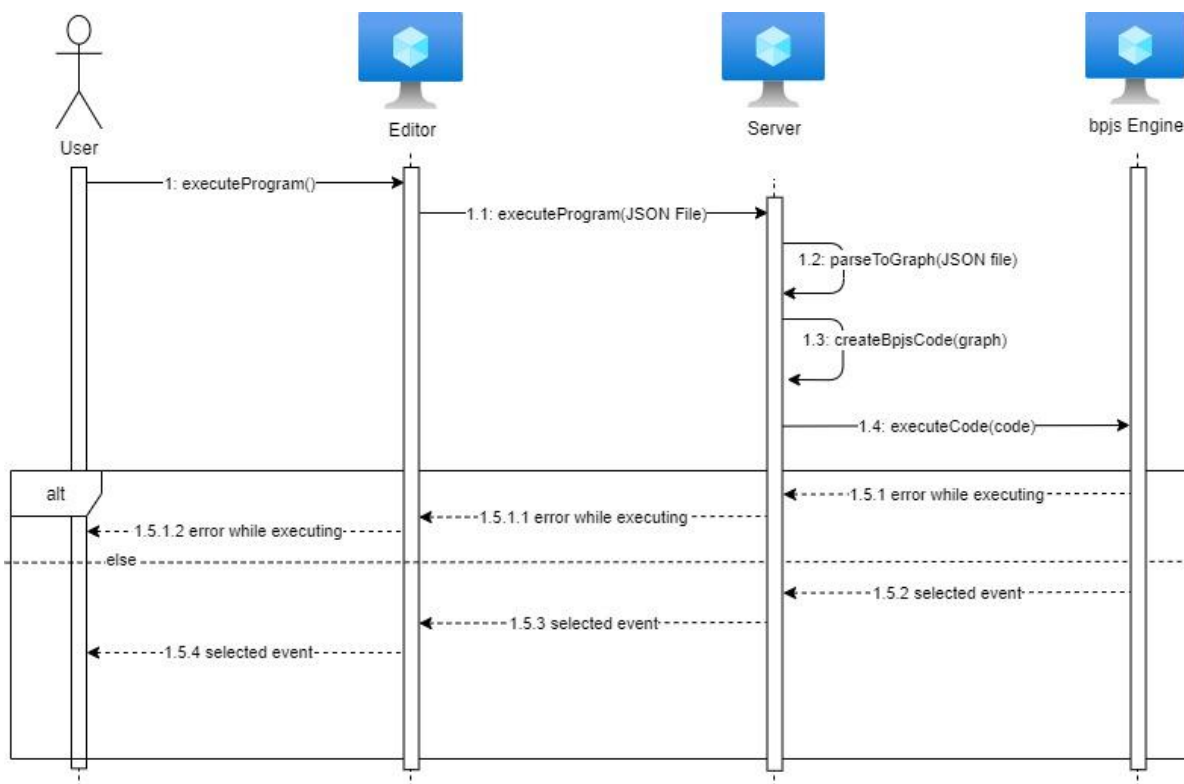 User
Editor
Server
bpjs Engine
1: executeProgram()
1.1: executeProgram(JSON File)
1.2: parseToGraph(JSON file)
1.3: createBpjsCode(graph)
1.4: executeCode(code)
alt
1.5.1 error while executing
1.5.1.1 error while executing
1.5.1.2 error while executing
else
1.5.2 selected event
1.5.3 selected event
1.5.4 selected event